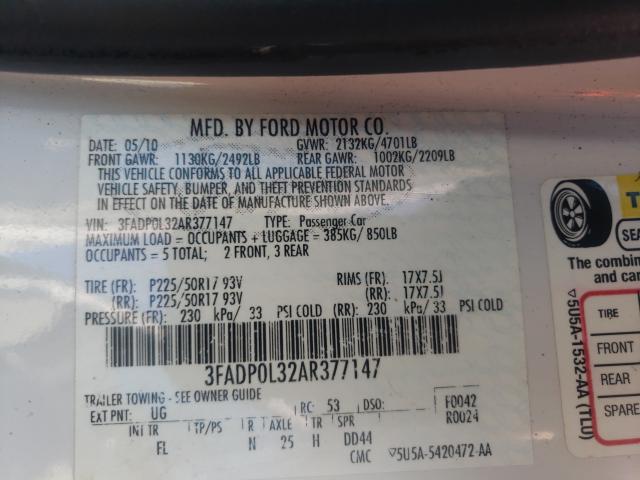 MFD. BY FORD MOTOR CO.
DATE: 05/10 GVWR: 2132KG/4701LB
FRONT GAWR: 1130KG/2492LB REAR GAWR: 1002KG/2209LB
THIS VEHICLE CONFORMS TO ALL APPLICABLE FEDERAL MOTOR
VEHICLE SAFETY, BUMPER, AND THEFT PREVENTION STANDARDS
IN EFFECT ON THE DATE OF MANUFACTURE SHOWN ABOVE.
VIN: 3FADP0L32AR377147 TYPE: Passenger Car
MAXIMUM LOAD = OCCUPANTS + LUGGAGE = 385KG/ 850LB
OCCUPANTS = 5 TOTAL; 2 FRONT, 3 REAR
TIRE (FR): P225/50R17 93V RIMS (FR): 17X7.5J
(RR): P225/50R17 93V (RR): 17X7.5J
PRESSURE (FR): 230 kPa/ 33 PSI COLD (RR): 230 kPa/ 33 PSI COLD
3FADP0L32AR377147
TRAILER TOWING - SEE OWNER GUIDE
EXT PNT: UG RC: 53 DSO: F0042
R0024
INT TR TP/PS R AXLE TR SPR
FL N 25 H DD44
CMC 5U5A-5420472-AA
SEA
The combin
and car
TIRE
FRONT
REAR
SPARE
5U5A-1532-AA (TL0)